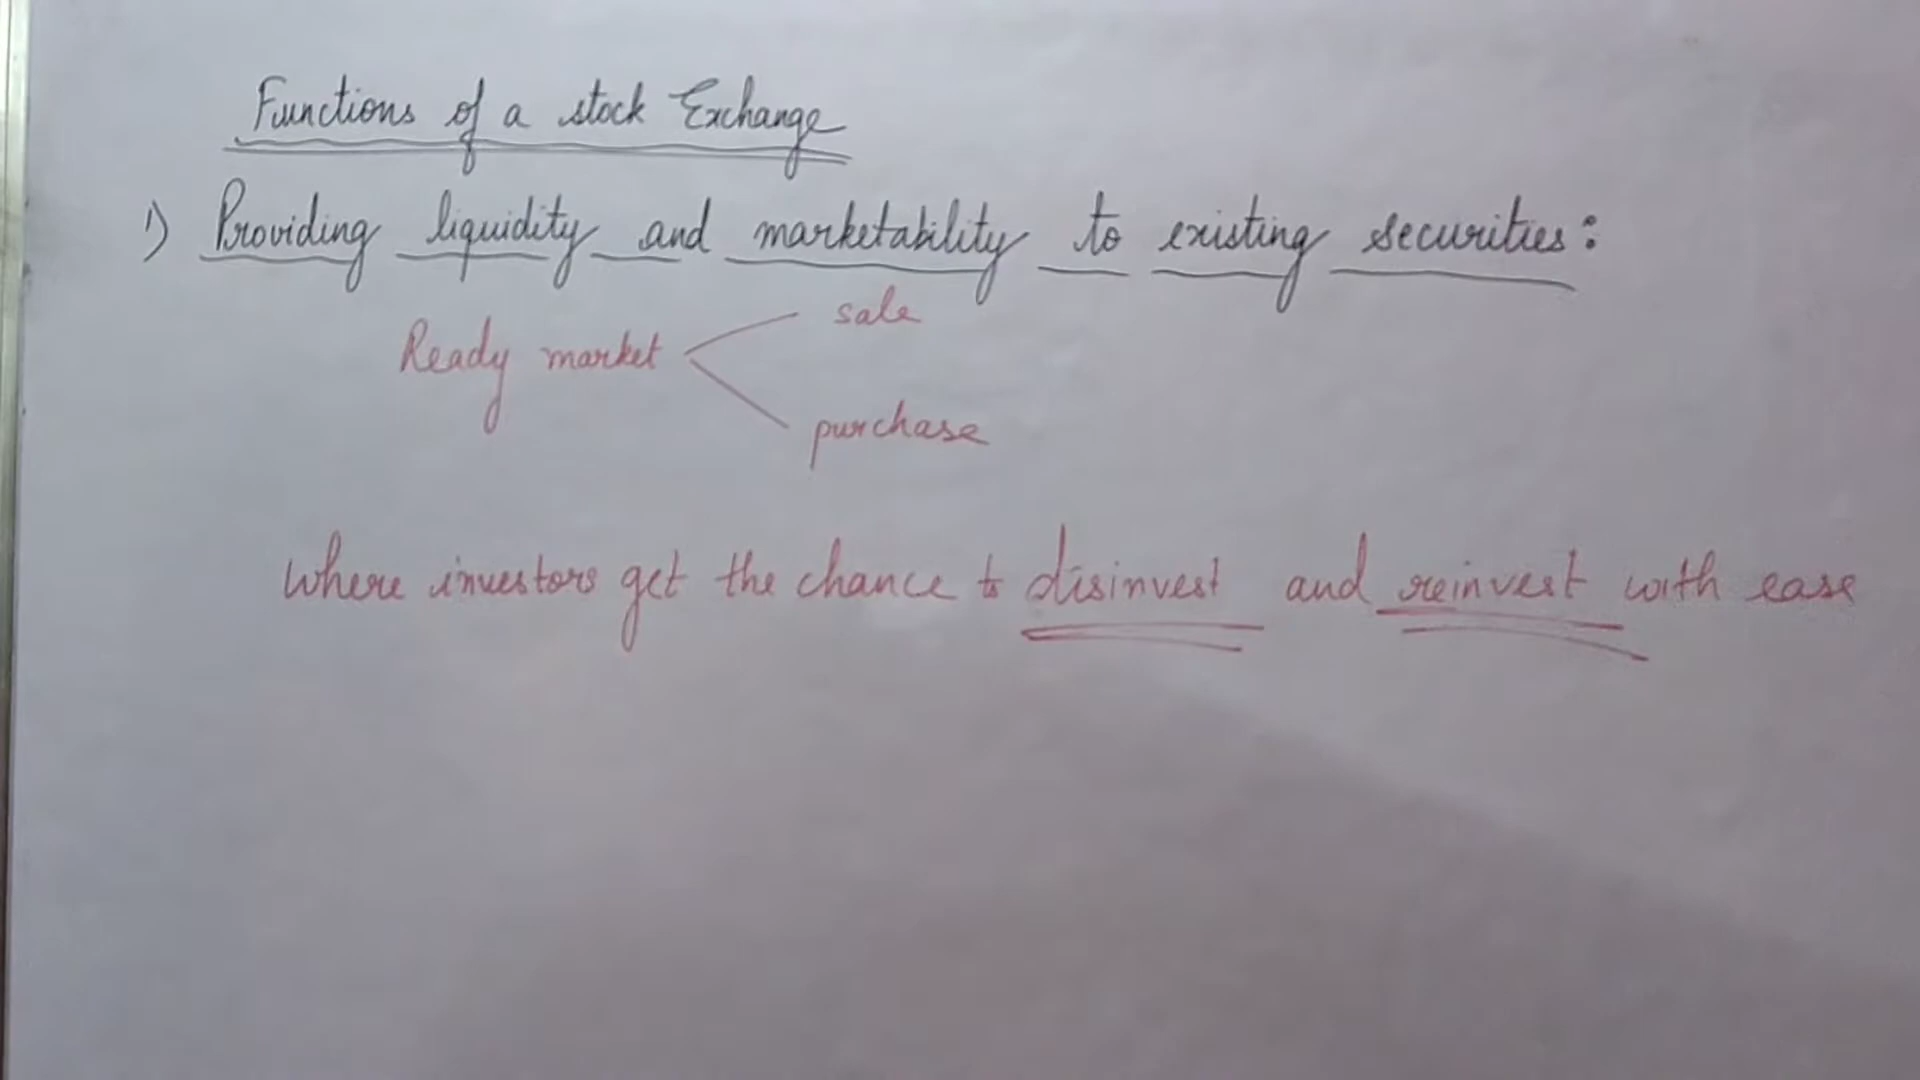 Functions of a stock Exchange
1) Providing liquidity and marketability to existing securities:
sale
Ready market
purchase
where investors get the chance to disinvest and reinvest with ease